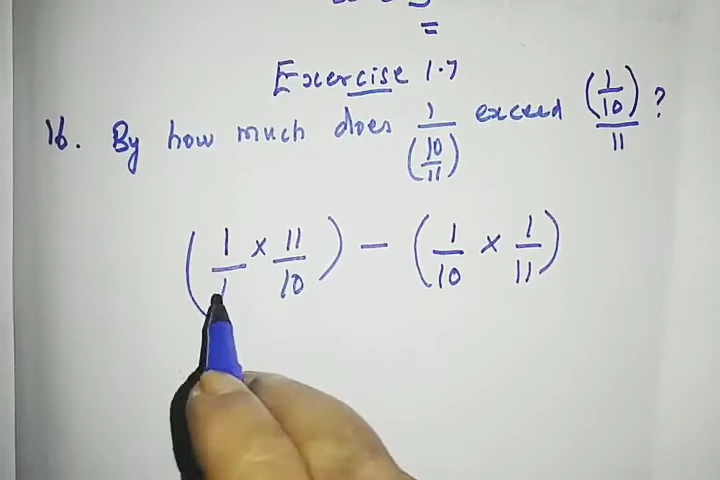 =
Exercise 1.7
16. By how much does 1/(10/11) exceed (1/10)/11 ?
(1/1 × 11/10) − (1/10 × 1/11)